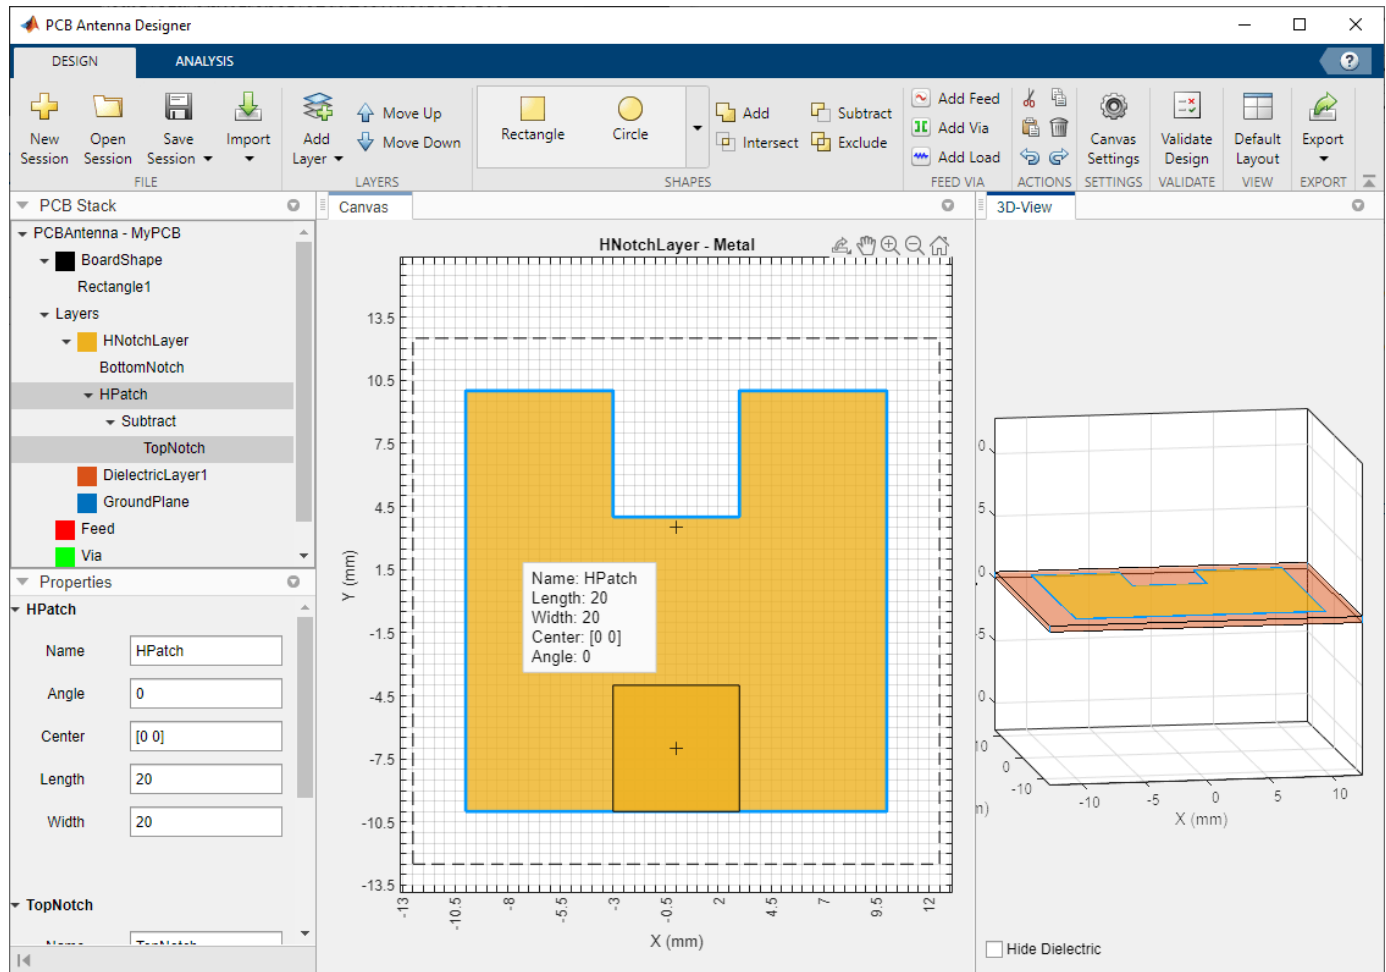 PCB Antenna Designer
DESIGN
ANALYSIS
New Session
Open Session
Save Session
Import
FILE
Add Layer
Move Up
Move Down
LAYERS
Rectangle
Circle
Add
Subtract
Intersect
Exclude
SHAPES
Add Feed
Add Via
Add Load
FEED VIA
ACTIONS
Canvas Settings
SETTINGS
Validate Design
VALIDATE
Default Layout
VIEW
Export
EXPORT
PCB Stack
PCBAntenna - MyPCB
BoardShape
Rectangle1
Layers
HNotchLayer
BottomNotch
HPatch
Subtract
TopNotch
DielectricLayer1
GroundPlane
Feed
Via
Properties
HPatch
Name HPatch
Angle 0
Center [0 0]
Length 20
Width 20
TopNotch
Canvas
HNotchLayer - Metal
13.5
10.5
7.5
4.5
1.5
-1.5
-4.5
-7.5
-10.5
-13.5
Y (mm)
Name: HPatch
Length: 20
Width: 20
Center: [0 0]
Angle: 0
-13 -10.5 -8 -5.5 -3 -0.5 2 4.5 7 9.5 12
X (mm)
3D-View
0
5
0
-5
0
10
0
-10
-10 -5 0 5 10
X (mm)
Hide Dielectric